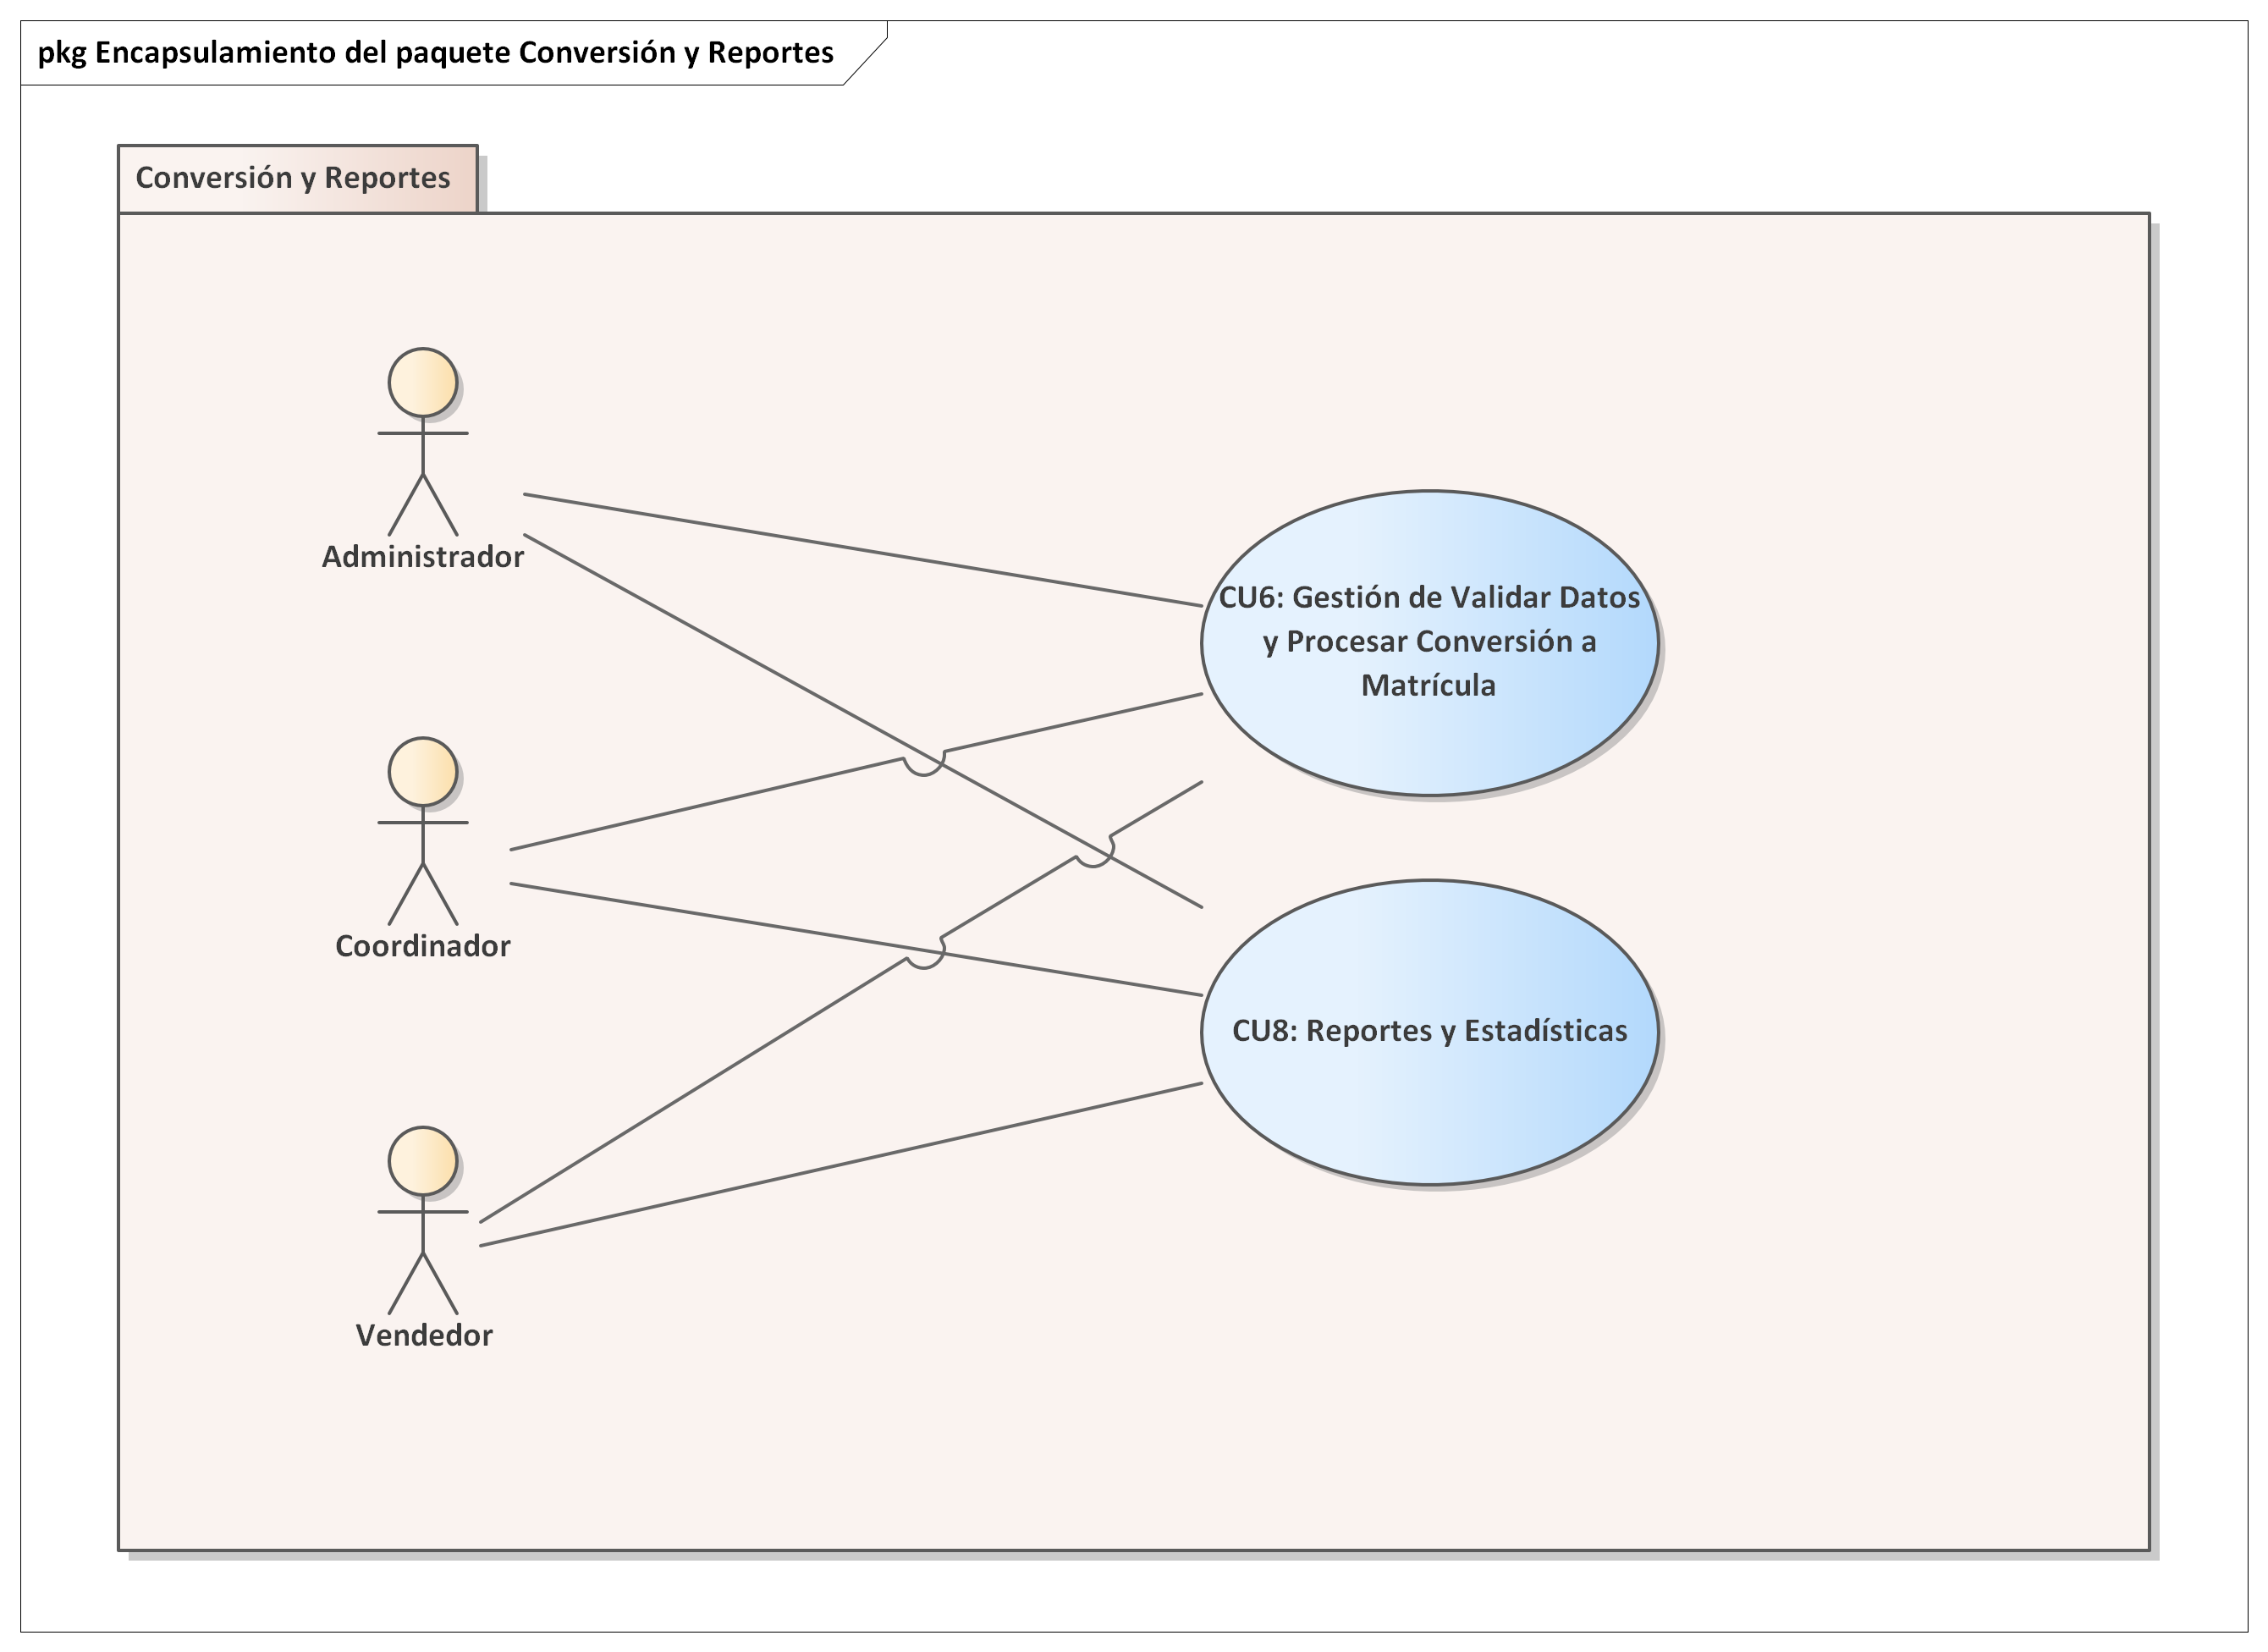 pkg Encapsulamiento del paquete Conversión y Reportes
Conversión y Reportes
Administrador
CU6: Gestión de Validar Datos
y Procesar Conversión a
Matrícula
Coordinador
CU8: Reportes y Estadísticas
Vendedor